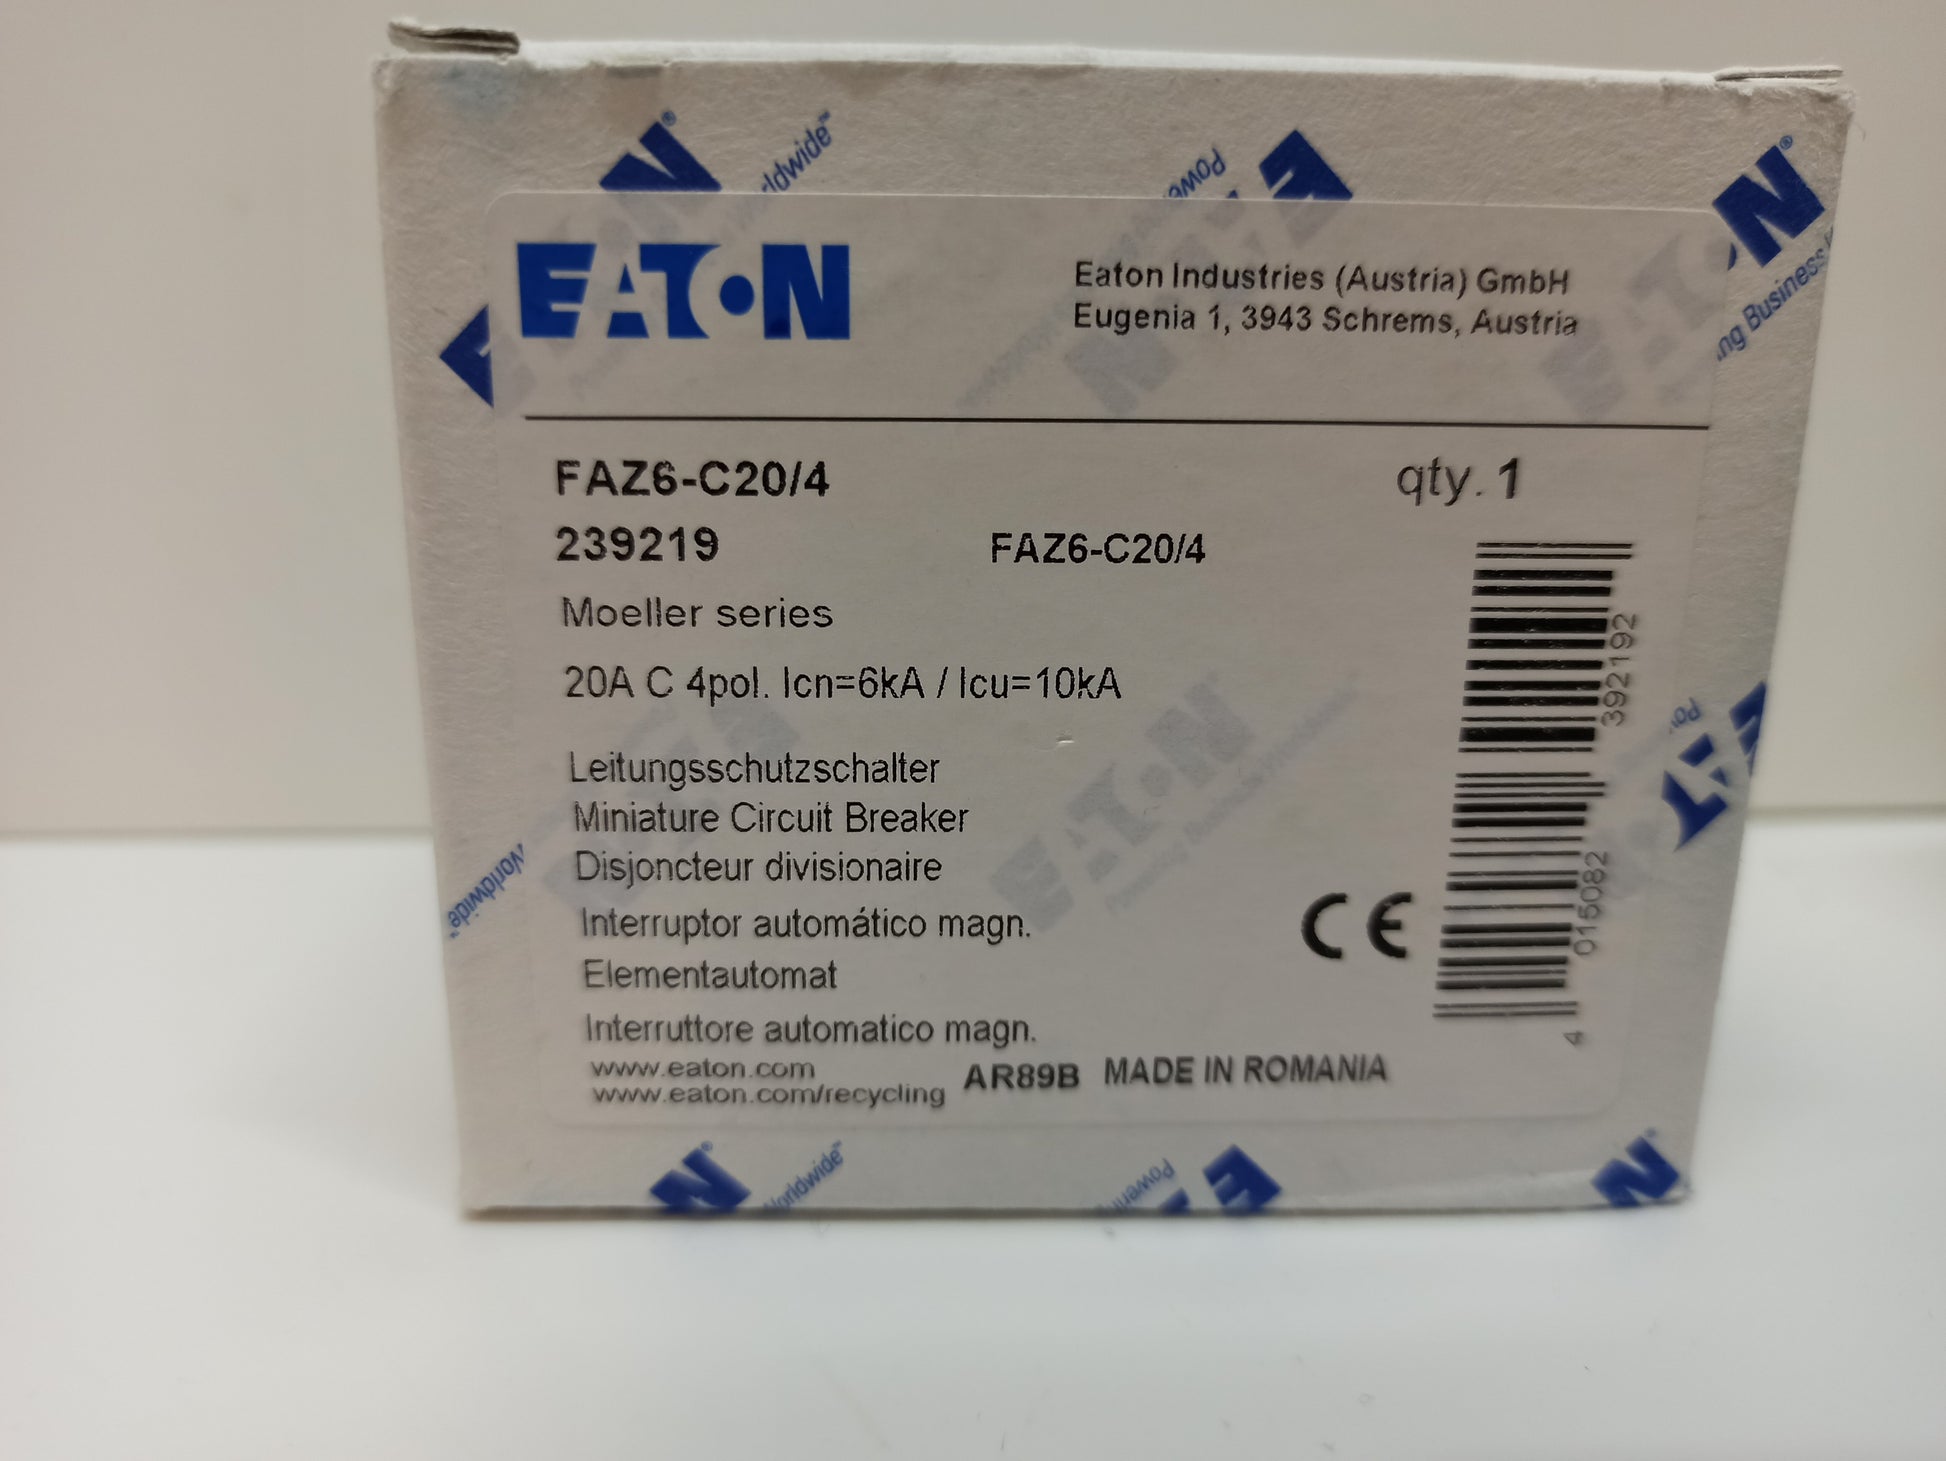 EATON
Eaton Industries (Austria) GmbH
Eugenia 1, 3943 Schrems, Austria
FAZ6-C20/4
qty. 1
239219
FAZ6-C20/4
Moeller series
20A C 4pol. Icn=6kA / Icu=10kA
Leitungsschutzschalter
Miniature Circuit Breaker
Disjoncteur divisionaire
Interruptor automático magn.
Elementautomat
Interruttore automatico magn.
www.eaton.com
www.eaton.com/recycling
AR89B MADE IN ROMANIA
CE
4 015082 392192
Worldwide™